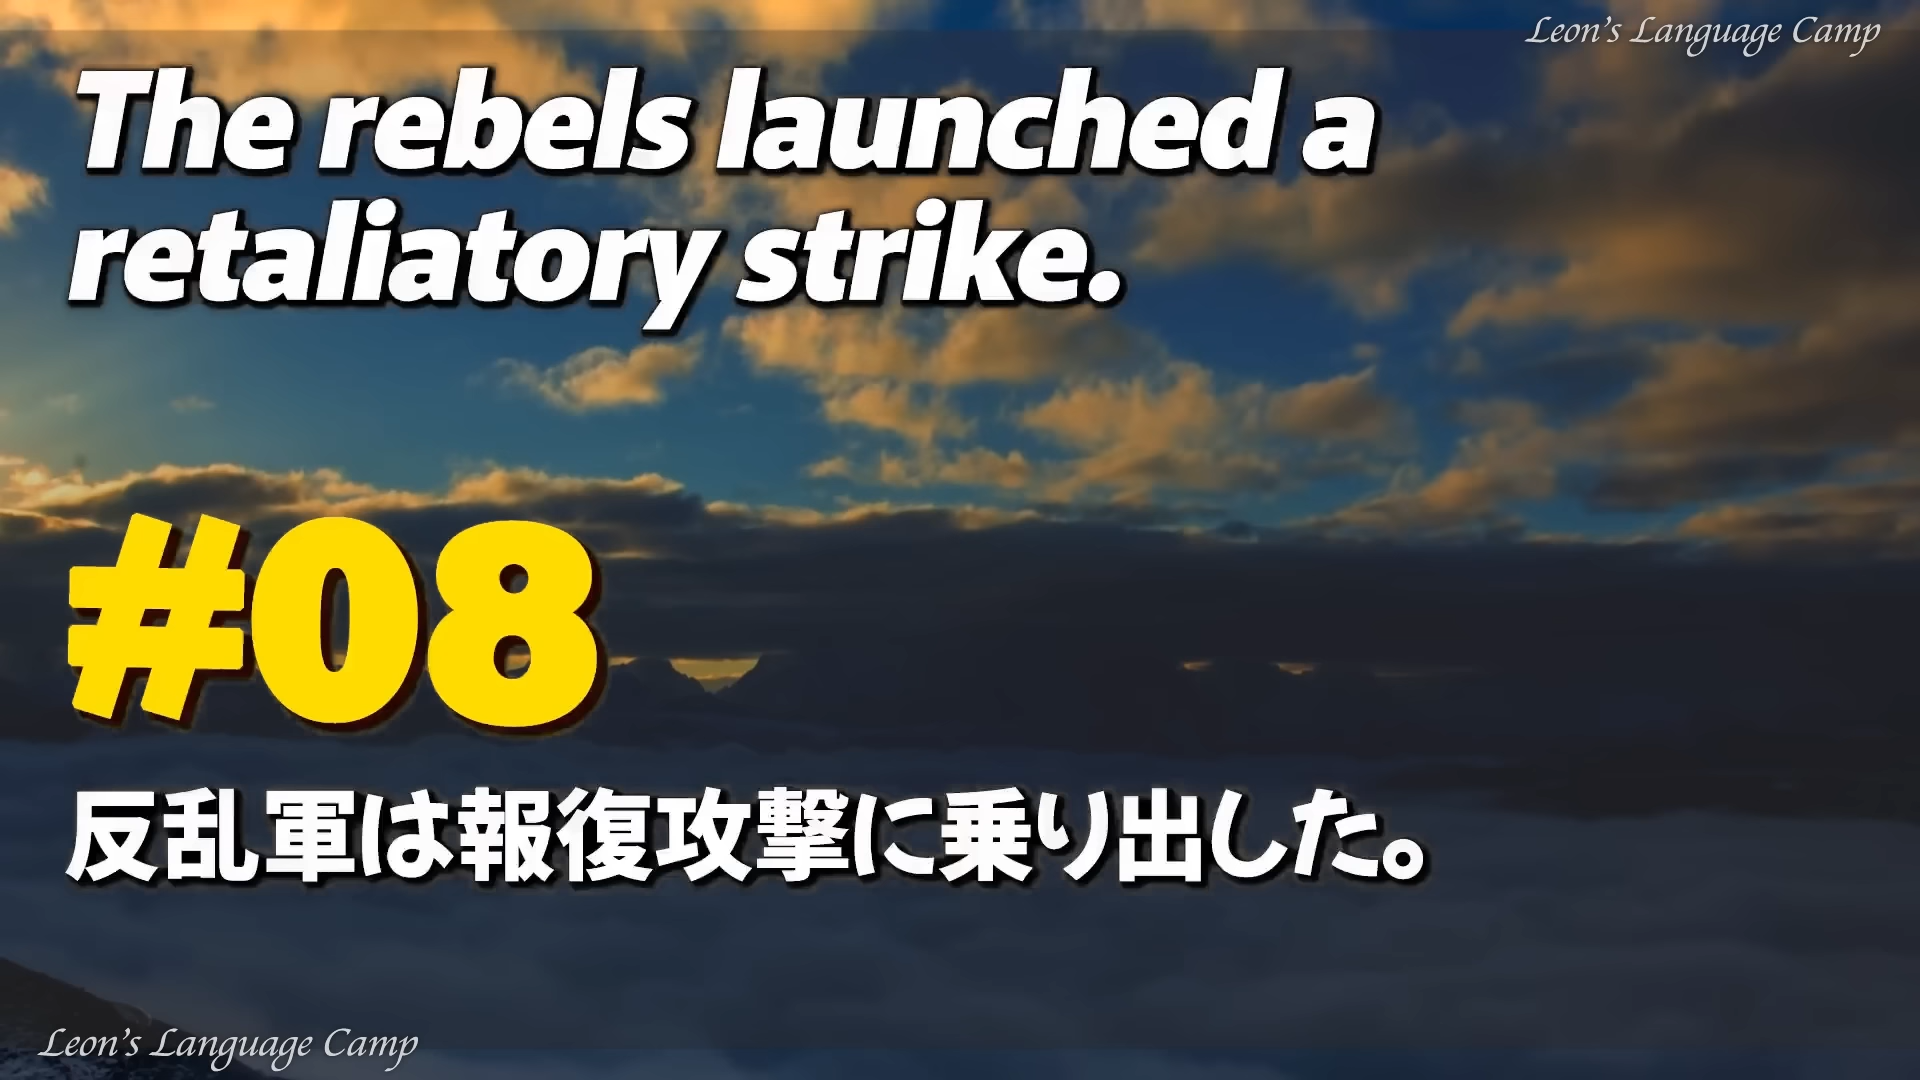 Leon's Language Camp
The rebels launched a
retaliatory strike.
#08
反乱軍は報復攻撃に乗り出した。
Leon's Language Camp